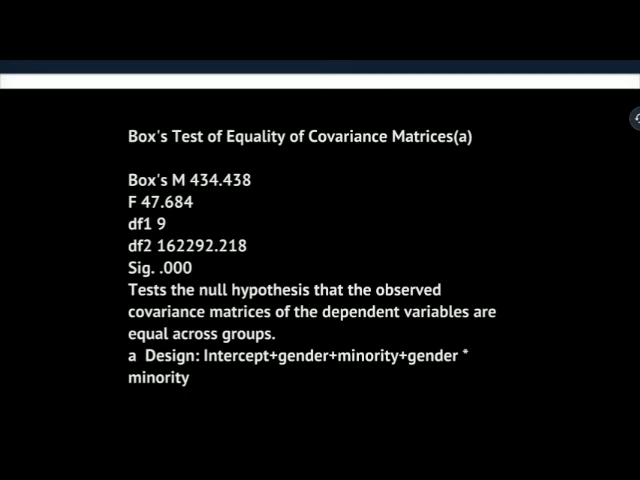 Box's Test of Equality of Covariance Matrices(a)
Box's M 434.438
F 47.684
df1 9
df2 162292.218
Sig. .000
Tests the null hypothesis that the observed
covariance matrices of the dependent variables are
equal across groups.
a  Design: Intercept+gender+minority+gender *
minority